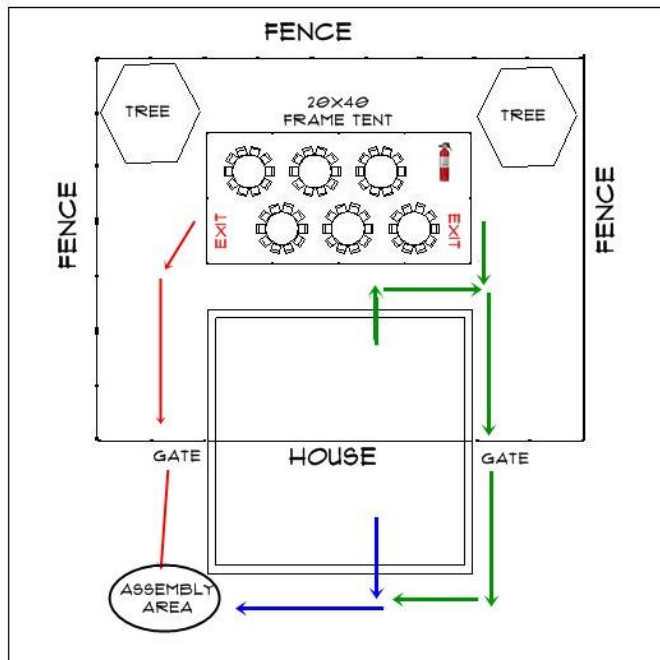 FENCE
TREE
20X40
FRAME TENT
TREE
FENCE
EXIT
EXIT
FENCE
GATE
HOUSE
GATE
ASSEMBLY
AREA